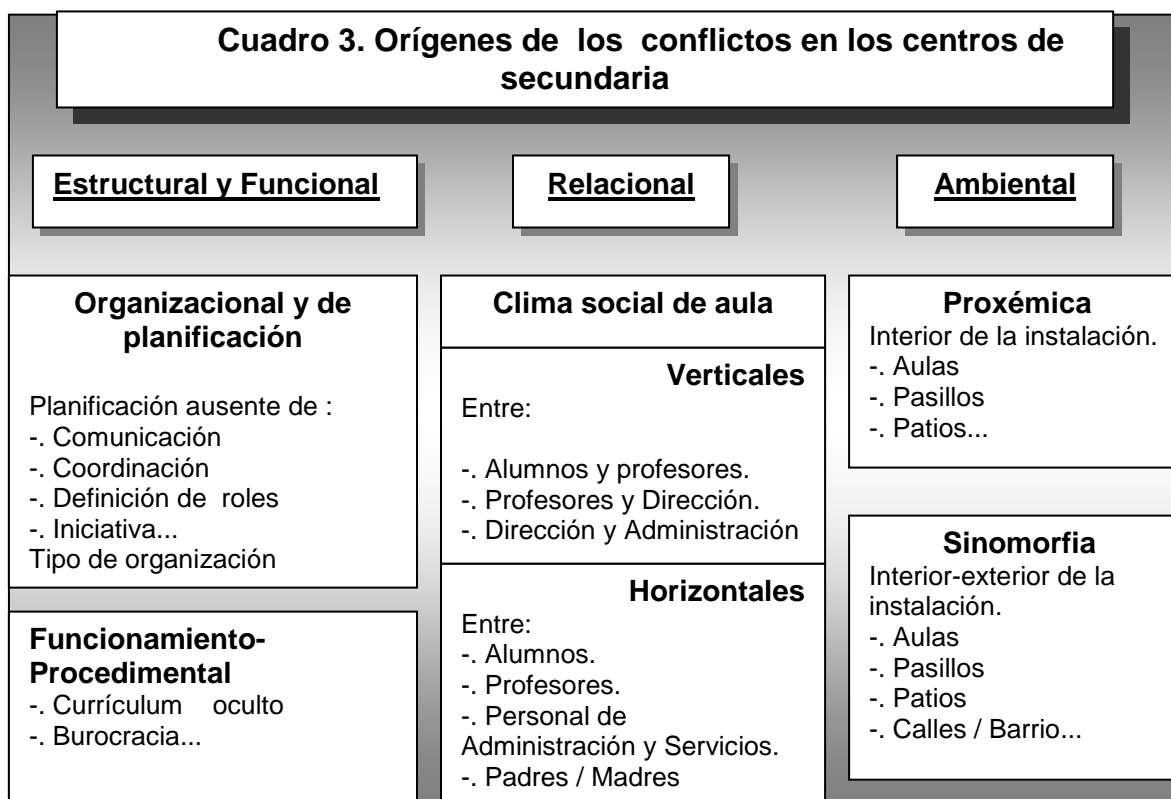 Cuadro 3. Orígenes de los conflictos en los centros de
secundaria
Estructural y Funcional
Relacional
Ambiental
Organizacional y de
planificación
Planificación ausente de :
-. Comunicación
-. Coordinación
-. Definición de roles
-. Iniciativa...
Tipo de organización
Funcionamiento-
Procedimental
-. Currículum oculto
-. Burocracia...
Clima social de aula
Verticales
Entre:
-. Alumnos y profesores.
-. Profesores y Dirección.
-. Dirección y Administración
Horizontales
Entre:
-. Alumnos.
-. Profesores.
-. Personal de
Administración y Servicios.
-. Padres / Madres
Proxémica
Interior de la instalación.
-. Aulas
-. Pasillos
-. Patios...
Sinomorfia
Interior-exterior de la
instalación.
-. Aulas
-. Pasillos
-. Patios
-. Calles / Barrio...